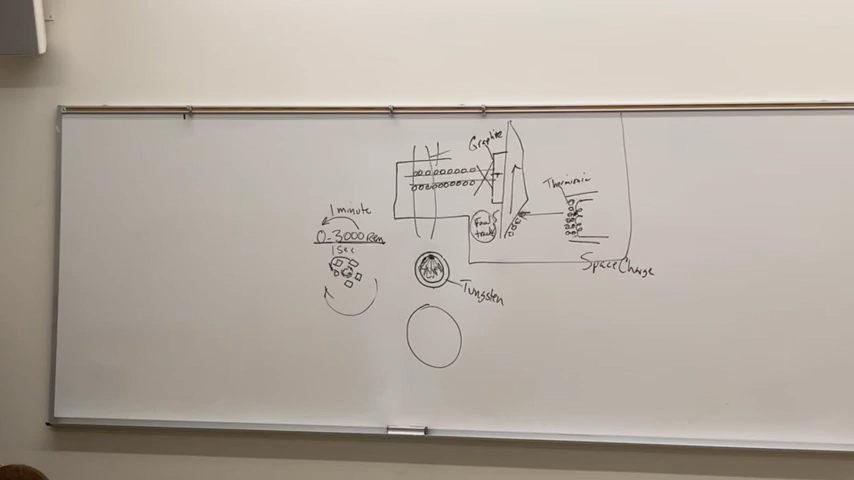 Graphite
Thermionic
1 minute
Focal
track
0-3000 RPM
1 Sec
Space Charge
Tungsten